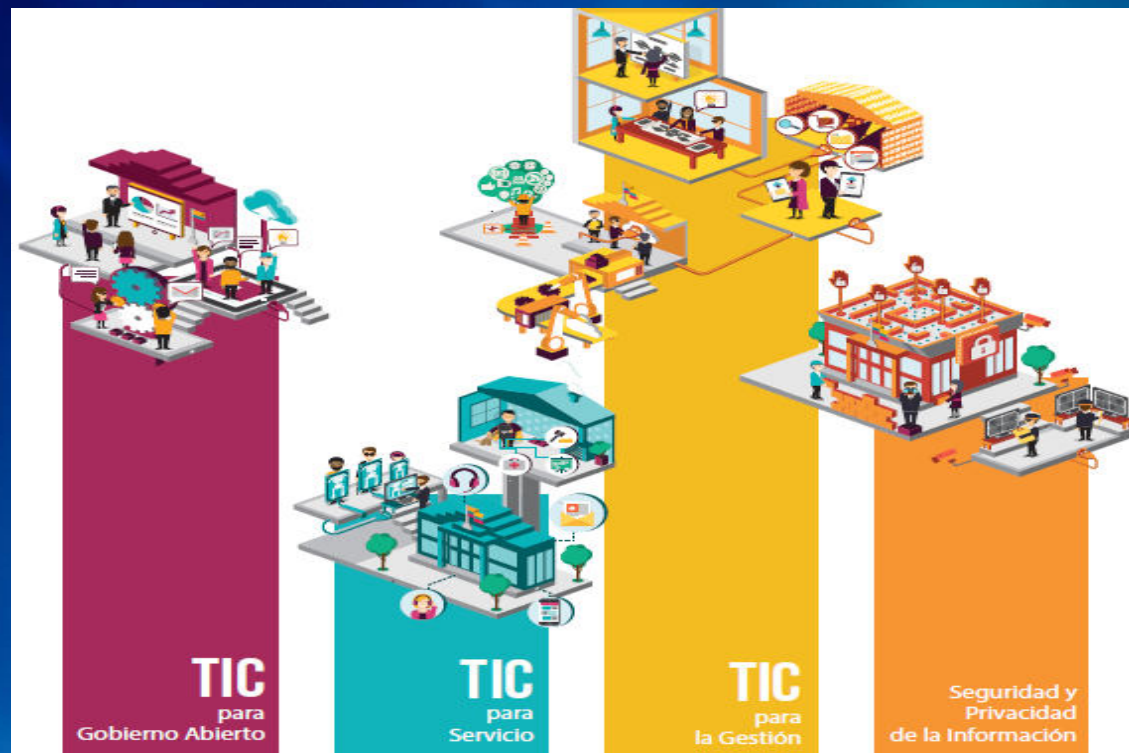 TIC
para
Gobierno Abierto
TIC
para
Servicio
TIC
para
la Gestión
Seguridad y
Privacidad
de la Información